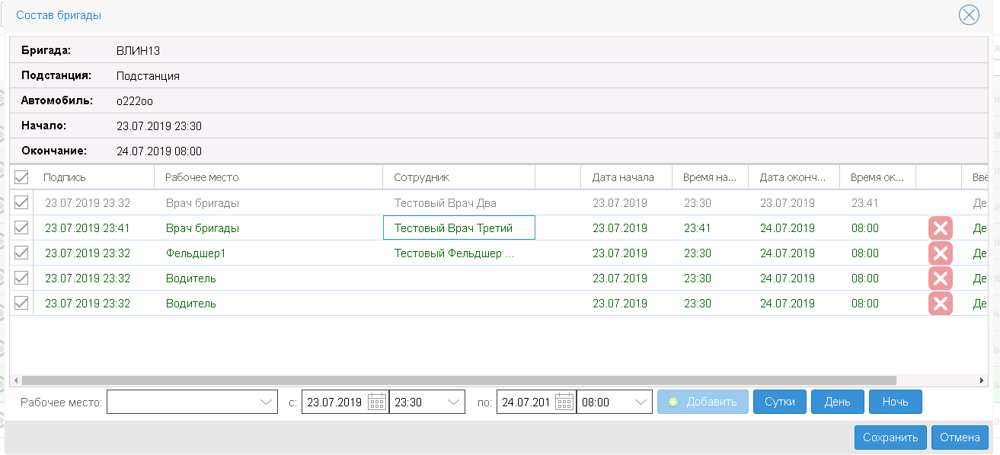 Состав бригады
Бригада: ВЛИН13
Подстанция: Подстанция
Автомобиль: о222оо
Начало: 23.07.2019 23:30
Окончание: 24.07.2019 08:00
Подпись Рабочее место Сотрудник Дата начала Время на... Дата оконч... Время ок... Ввё
23.07.2019 23:32 Врач бригады Тестовый Врач Два 23.07.2019 23:30 23.07.2019 23:41 Де
23.07.2019 23:41 Врач бригады Тестовый Врач Третий 23.07.2019 23:41 24.07.2019 08:00 Де
23.07.2019 23:32 Фельдшер1 Тестовый Фельдшер ... 23.07.2019 23:30 24.07.2019 08:00 Де
23.07.2019 23:32 Водитель 23.07.2019 23:30 24.07.2019 08:00 Де
23.07.2019 23:32 Водитель 23.07.2019 23:30 24.07.2019 08:00 Де
Рабочее место: с: 23.07.2019 23:30 по: 24.07.201 08:00 Добавить Сутки День Ночь
Сохранить Отмена